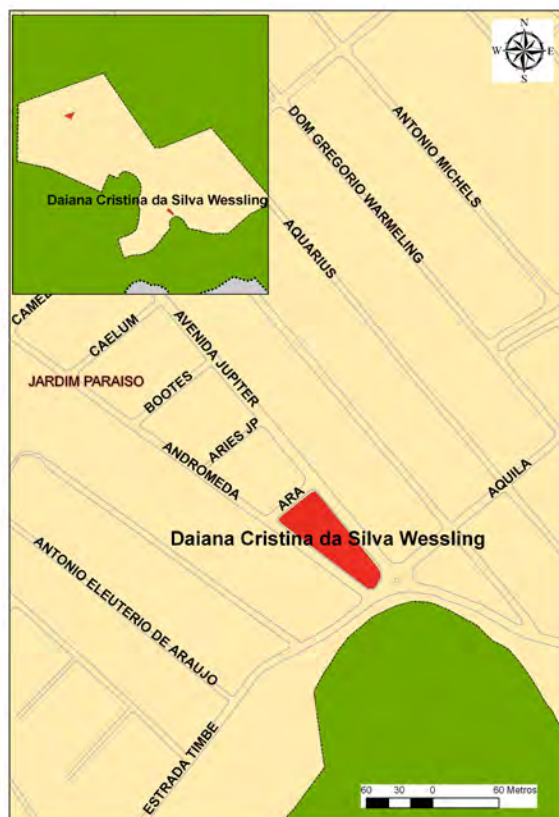 N
W E
S
Daiana Cristina da Silva Wessling
ANTONIO MICHELS
DOM GREGORIO WARMELING
AQUARIUS
CAELUM
AVENIDA JUPITER
JARDIM PARAISO
BOOTES
ARIES JP
ANDROMEDA
ARA
AQUILA
Daiana Cristina da Silva Wessling
ANTONIO ELEUTERIO DE ARAUJO
ESTRADA TIMBE
60 30 0 60 Metros